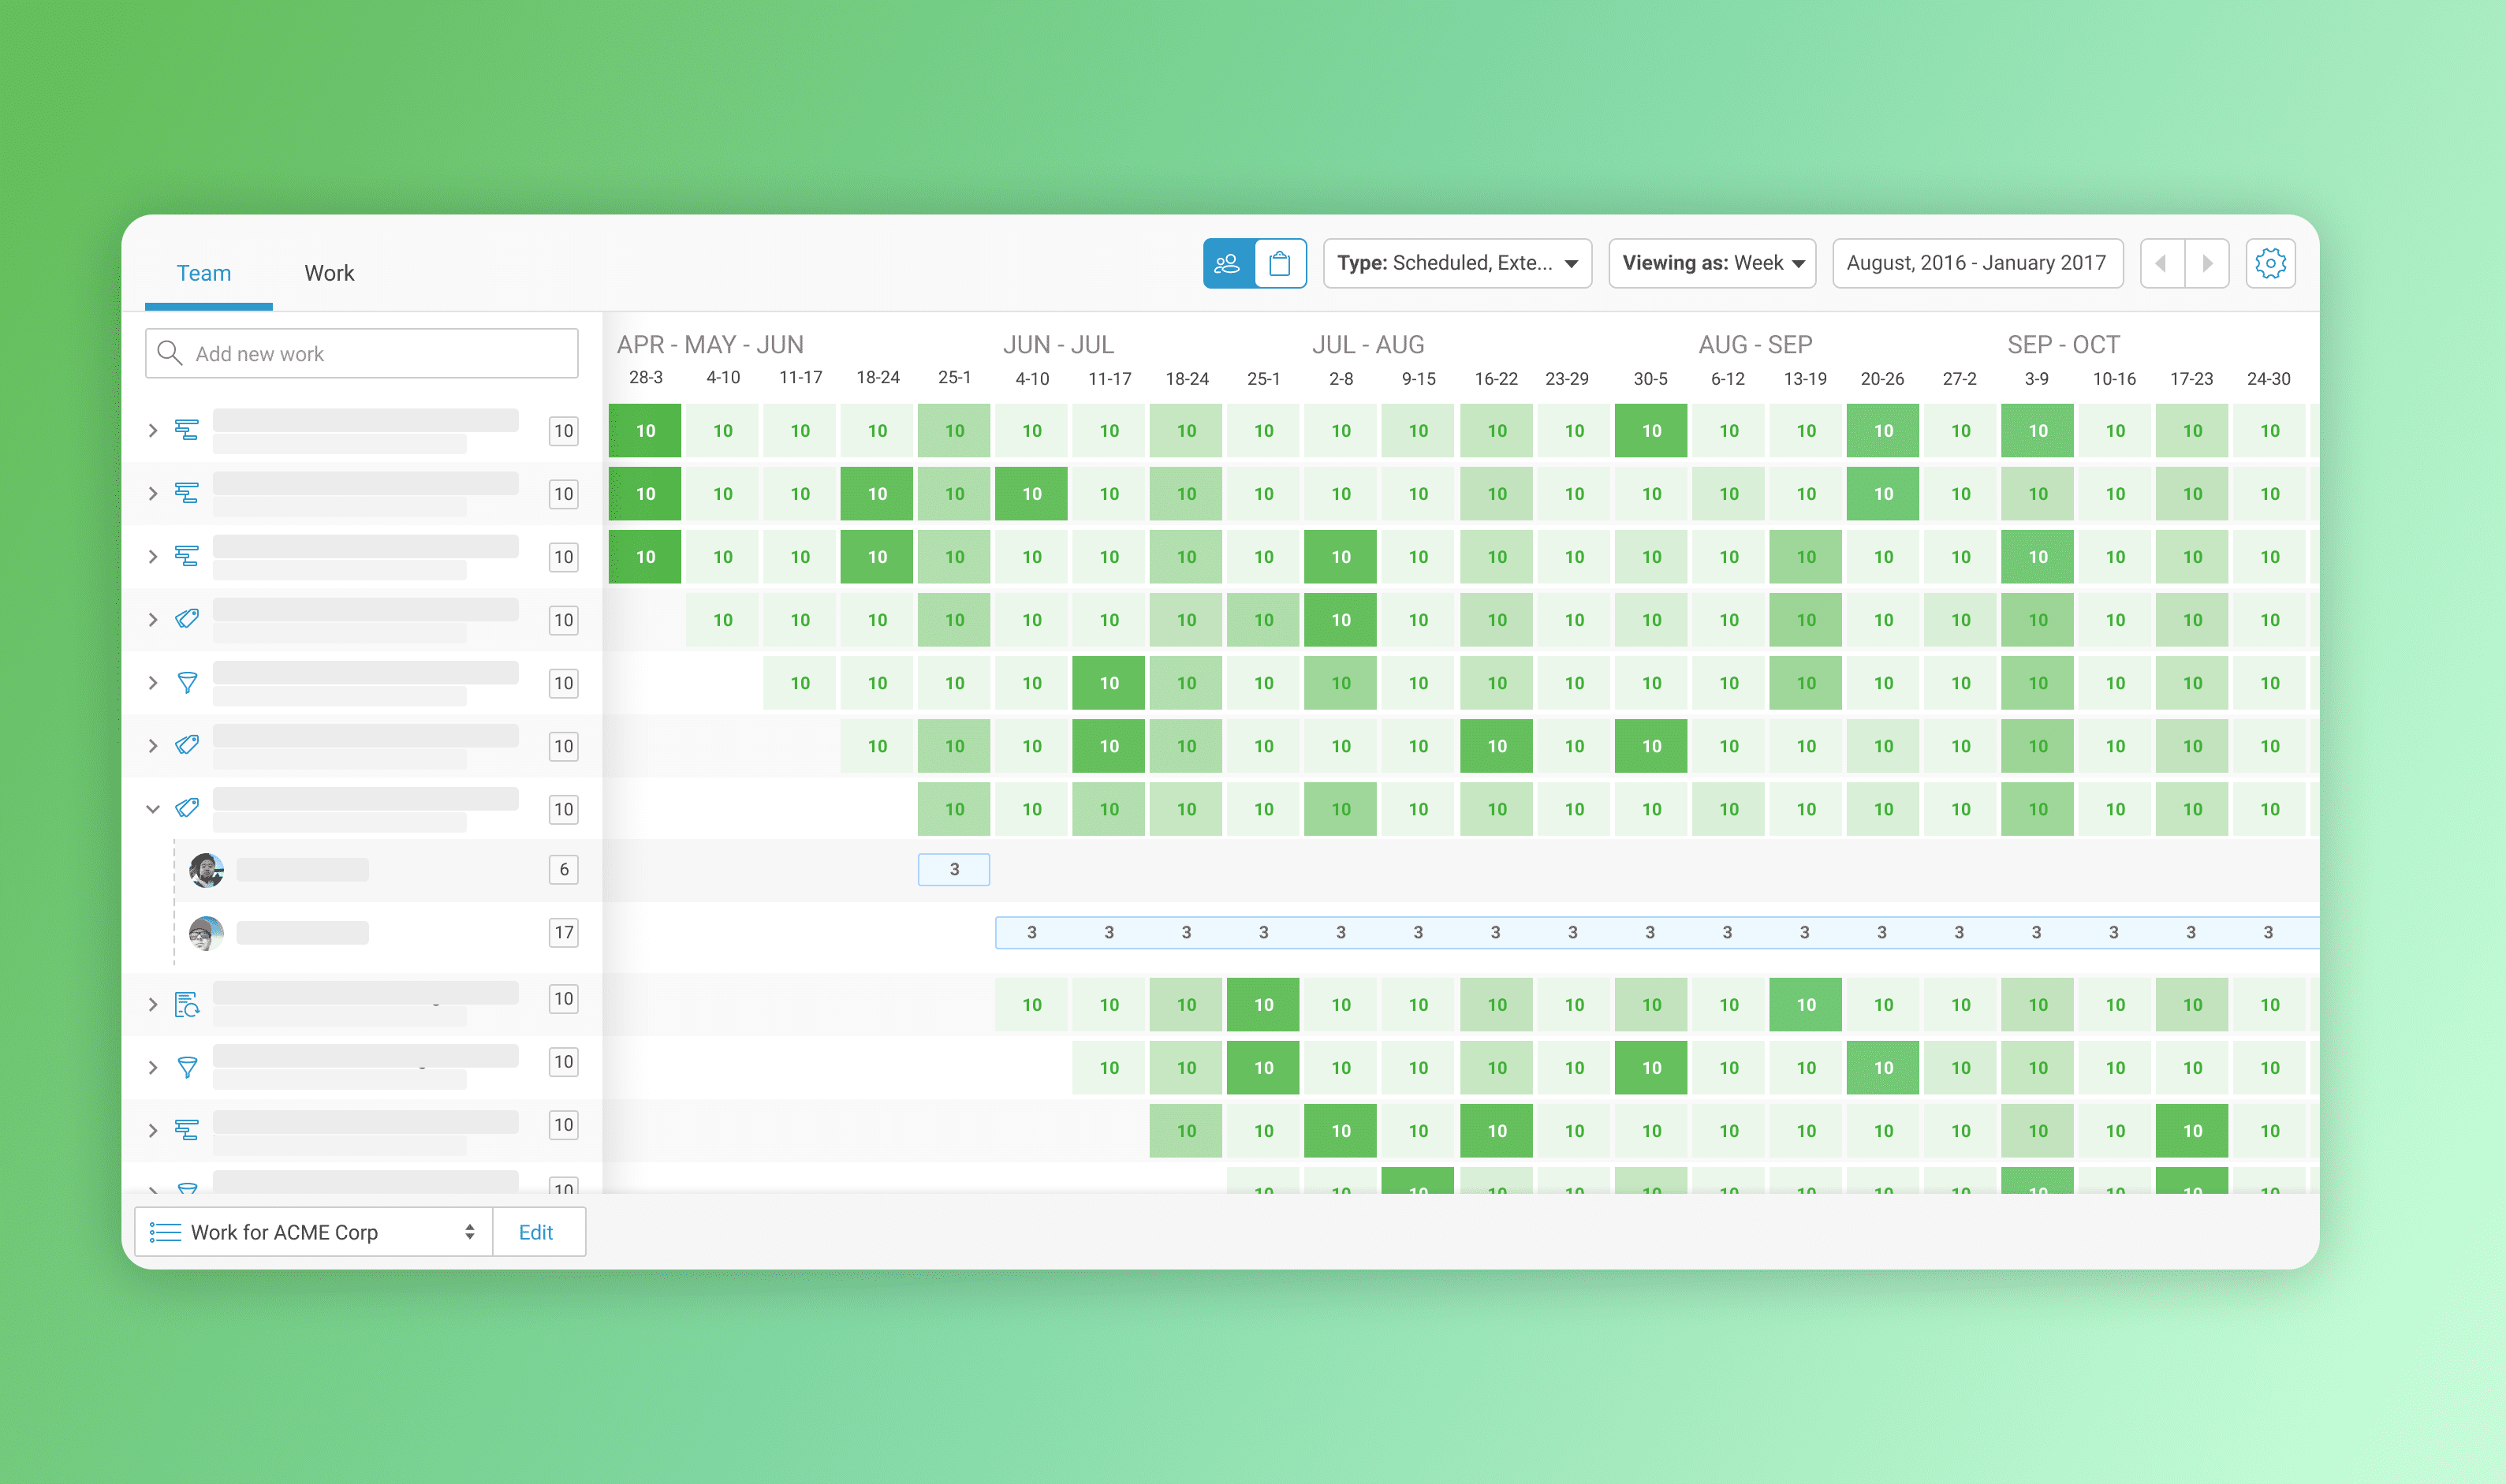 Team Work Type: Scheduled, Exte... Viewing as: Week August, 2016 - January 2017
Add new work
APR - MAY - JUN JUN - JUL JUL - AUG AUG - SEP SEP - OCT
28-3 4-10 11-17 18-24 25-1 4-10 11-17 18-24 25-1 2-8 9-15 16-22 23-29 30-5 6-12 13-19 20-26 27-2 3-9 10-16 17-23 24-30
10 10 10 10 10 10 10 10 10 10 10 10 10 10 10 10 10 10 10 10 10 10 10
10 10 10 10 10 10 10 10 10 10 10 10 10 10 10 10 10 10 10 10 10 10 10
10 10 10 10 10 10 10 10 10 10 10 10 10 10 10 10 10 10 10 10 10 10 10
10 10 10 10 10 10 10 10 10 10 10 10 10 10 10 10 10 10 10 10 10 10
10 10 10 10 10 10 10 10 10 10 10 10 10 10 10 10 10 10 10 10 10
10 10 10 10 10 10 10 10 10 10 10 10 10 10 10 10 10 10 10 10
10 10 10 10 10 10 10 10 10 10 10 10 10 10 10 10 10 10 10
6 3
17 3 3 3 3 3 3 3 3 3 3 3 3 3 3 3 3 3
10 10 10 10 10 10 10 10 10 10 10 10 10 10 10 10 10 10
10 10 10 10 10 10 10 10 10 10 10 10 10 10 10 10 10
10 10 10 10 10 10 10 10 10 10 10 10 10 10 10 10
10 10 10 10 10 10 10 10 10 10 10 10 10 10 10
Work for ACME Corp Edit